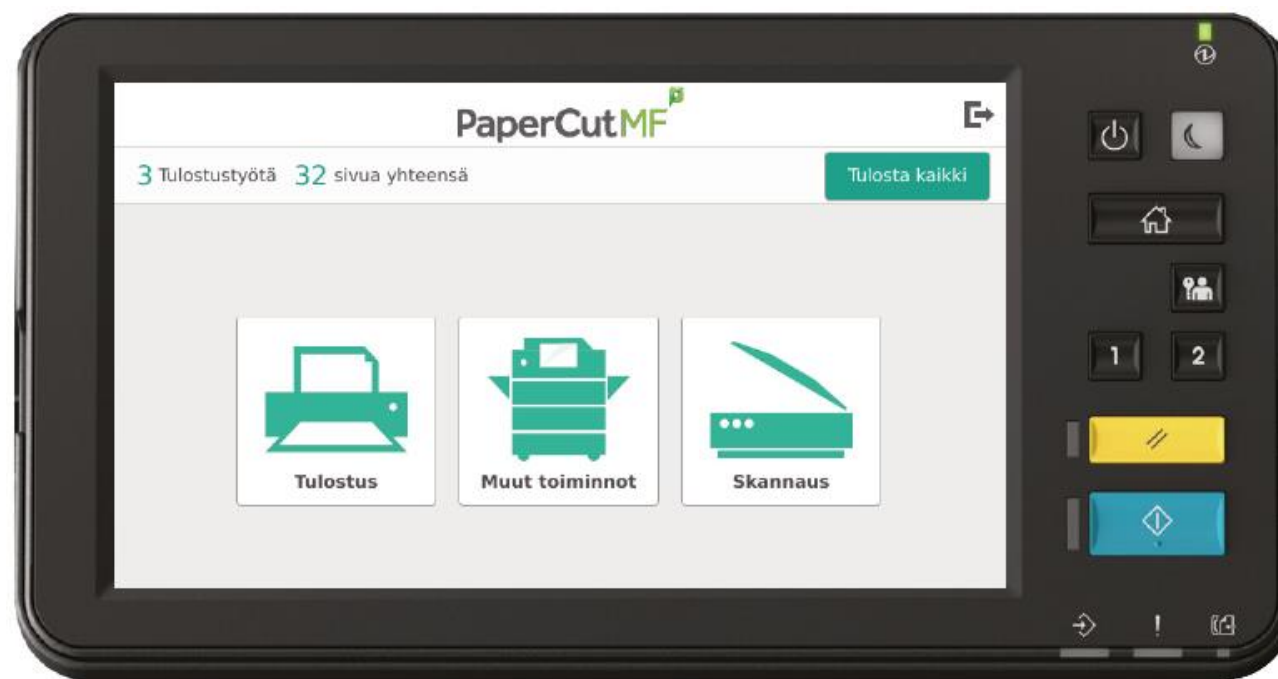 PaperCutMF
3 Tulostustyötä 32 sivua yhteensä
Tulosta kaikki
Tulostus
Muut toiminnot
Skannaus
1
2
!